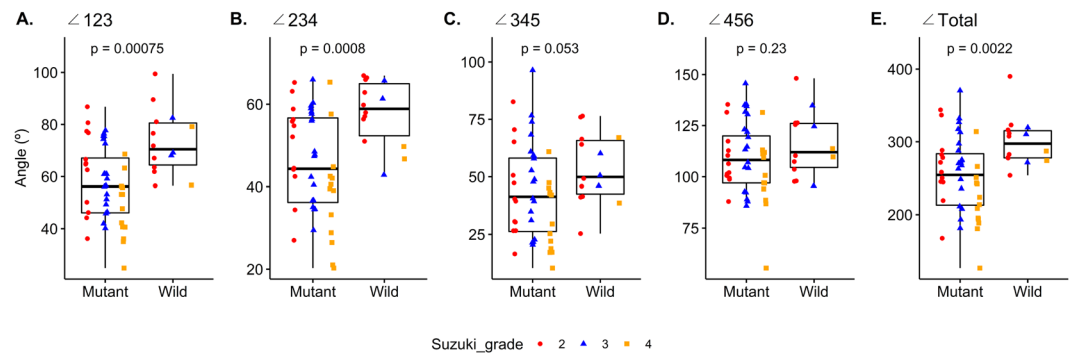 A. ∠123
B. ∠234
C. ∠345
D. ∠456
E. ∠Total
p = 0.00075
p = 0.0008
p = 0.053
p = 0.23
p = 0.0022
Angle (º)
100
80
60
40
60
40
20
100
75
50
25
150
125
100
75
400
300
200
Mutant Wild
Mutant Wild
Mutant Wild
Mutant Wild
Mutant Wild
Suzuki_grade 2 3 4